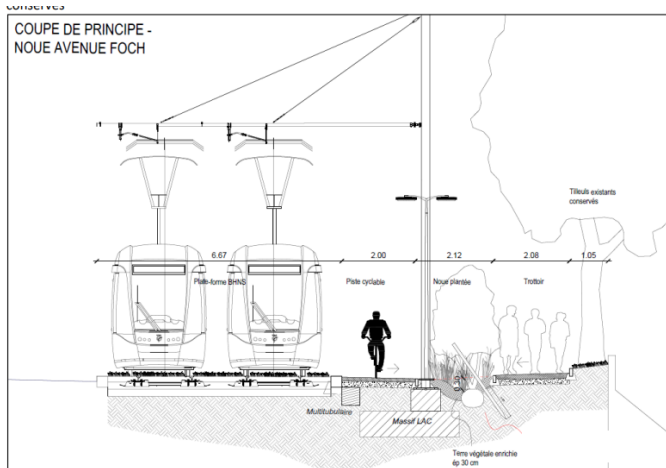 conservés
COUPE DE PRINCIPE -
NOUE AVENUE FOCH
Tilleuls existants
conservés
6.67
2.00
2.12
2.08
1.05
Plate-forme BHNS
Piste cyclable
Noue plantée
Trottoir
Multitubulaire
Massif LAC
Terre végétale enrichie
ép 30 cm